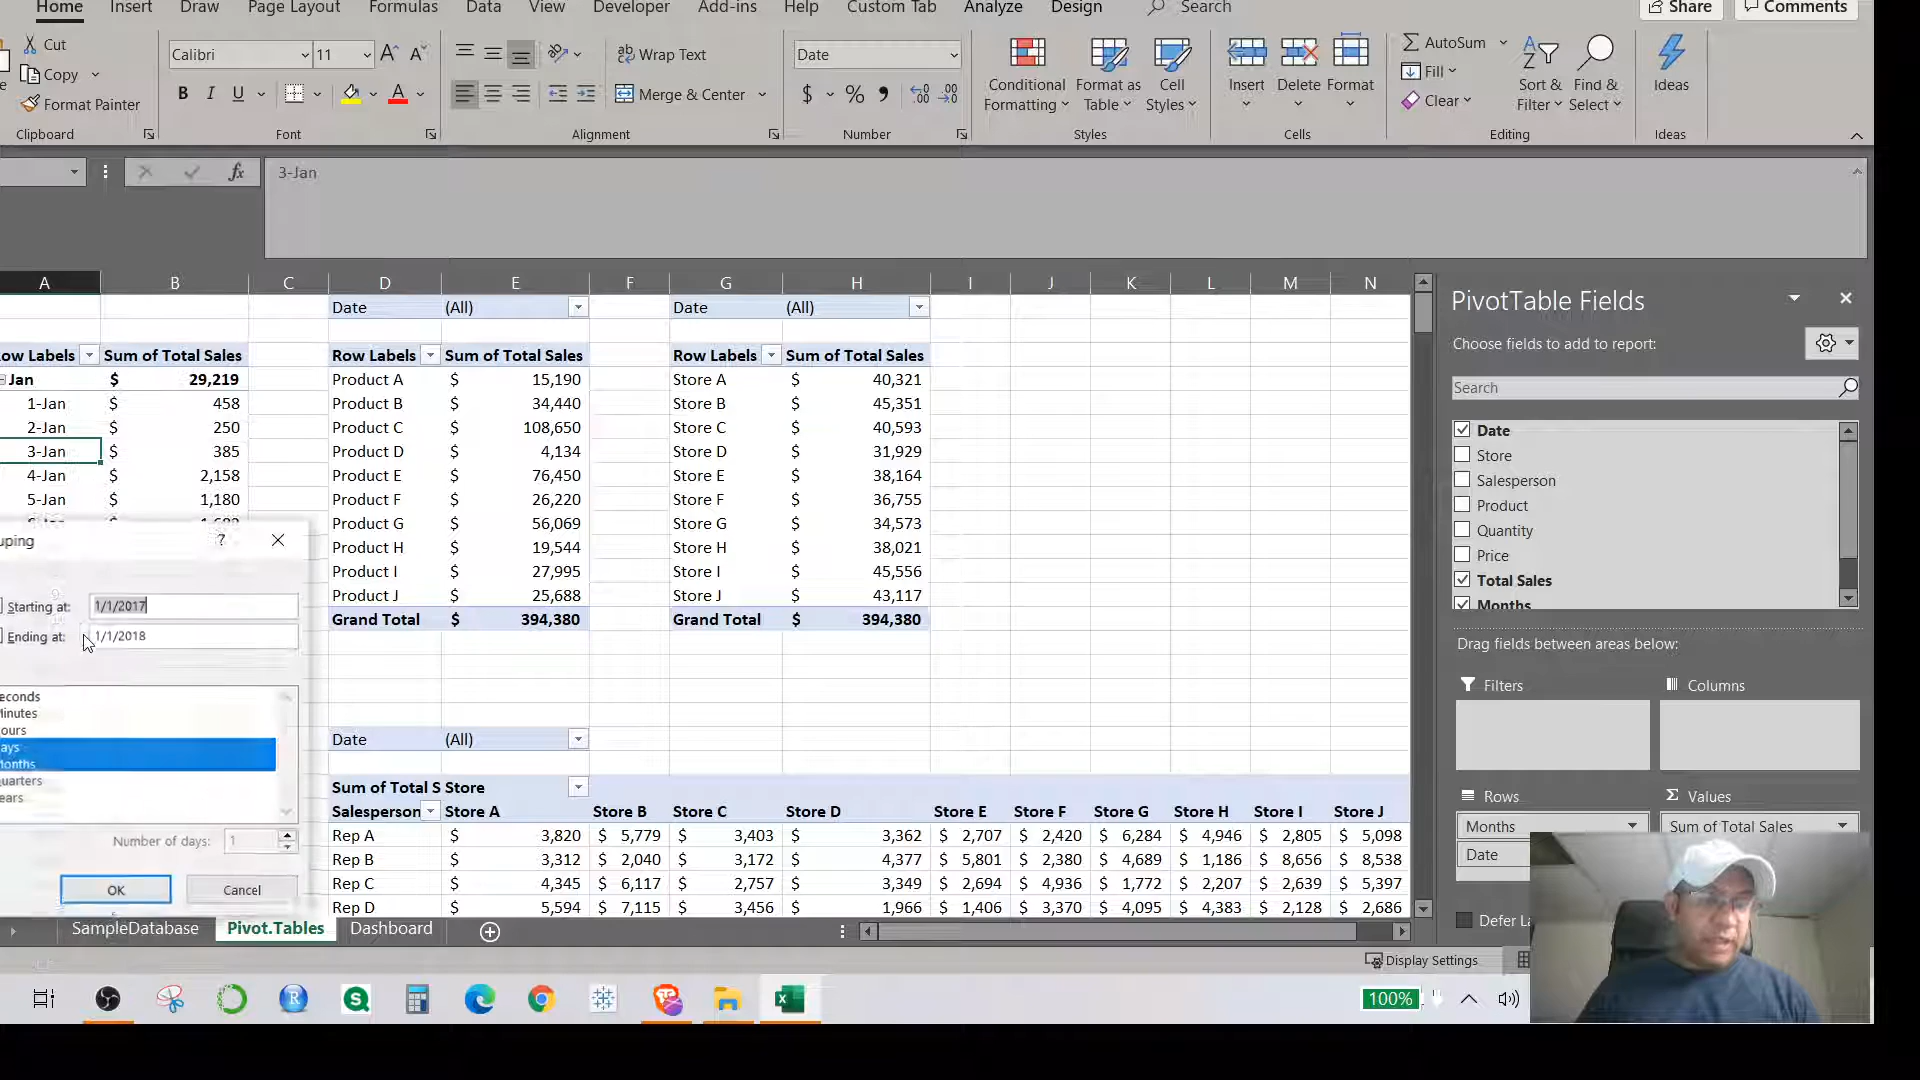 Home Insert Draw Page Layout Formulas Data View Developer Add-ins Help Custom Tab Analyze Design Search Share Comments
Cut
Copy
Format Painter
Clipboard
Calibri 11
B I U
Font
Wrap Text
Merge & Center
Alignment
Date
$ % ,
Number
Conditional Formatting
Format as Table
Cell Styles
Styles
Insert Delete Format
Cells
AutoSum
Fill
Clear
Sort & Filter
Find & Select
Editing
Ideas
Ideas
fx 3-Jan
A B C D E F G H I J K L M N
Date (All) Date (All)
ow Labels Sum of Total Sales Row Labels Sum of Total Sales Row Labels Sum of Total Sales
Jan $ 29,219 Product A $ 15,190 Store A $ 40,321
1-Jan $ 458 Product B $ 34,440 Store B $ 45,351
2-Jan $ 250 Product C $ 108,650 Store C $ 40,593
3-Jan $ 385 Product D $ 4,134 Store D $ 31,929
4-Jan $ 2,158 Product E $ 76,450 Store E $ 38,164
5-Jan $ 1,180 Product F $ 26,220 Store F $ 36,755
Product G $ 56,069 Store G $ 34,573
Product H $ 19,544 Store H $ 38,021
Product I $ 27,995 Store I $ 45,556
Product J $ 25,688 Store J $ 43,117
Grand Total $ 394,380 Grand Total $ 394,380
uping ?
Starting at: 1/1/2017
Ending at: 1/1/2018
econds
Minutes
ours
ays
Months
uarters
ears
Number of days: 1
OK Cancel
Date (All)
Sum of Total S Store
Salesperson Store A Store B Store C Store D Store E Store F Store G Store H Store I Store J
Rep A $ 3,820 $ 5,779 $ 3,403 $ 3,362 $ 2,707 $ 2,420 $ 6,284 $ 4,946 $ 2,805 $ 5,098
Rep B $ 3,312 $ 2,040 $ 3,172 $ 4,377 $ 5,801 $ 2,380 $ 4,689 $ 1,186 $ 8,656 $ 8,538
Rep C $ 4,345 $ 6,117 $ 2,757 $ 3,349 $ 2,694 $ 4,936 $ 1,772 $ 2,207 $ 2,639 $ 5,397
Rep D $ 5,594 $ 7,115 $ 3,456 $ 1,966 $ 1,406 $ 3,370 $ 4,095 $ 4,383 $ 2,128 $ 2,686
SampleDatabase Pivot.Tables Dashboard
PivotTable Fields
Choose fields to add to report:
Search
Date
Store
Salesperson
Product
Quantity
Price
Total Sales
Months
Drag fields between areas below:
Filters Columns
Rows Σ Values
Months Sum of Total Sales
Date
Defer La
Display Settings
100%